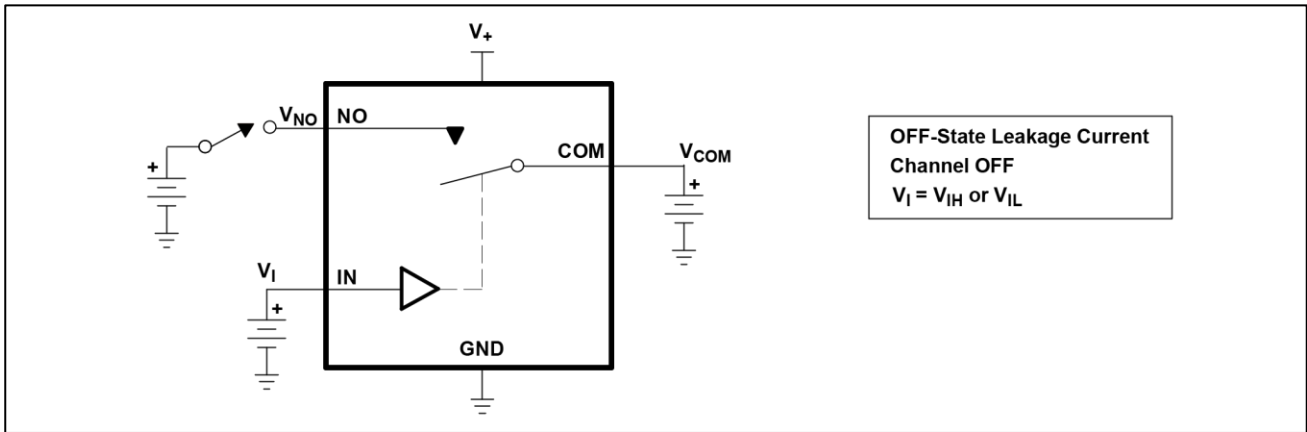 V+
VNO NO
COM VCOM
+
+
VI IN
+
GND
OFF-State Leakage Current
Channel OFF
VI = VIH or VIL